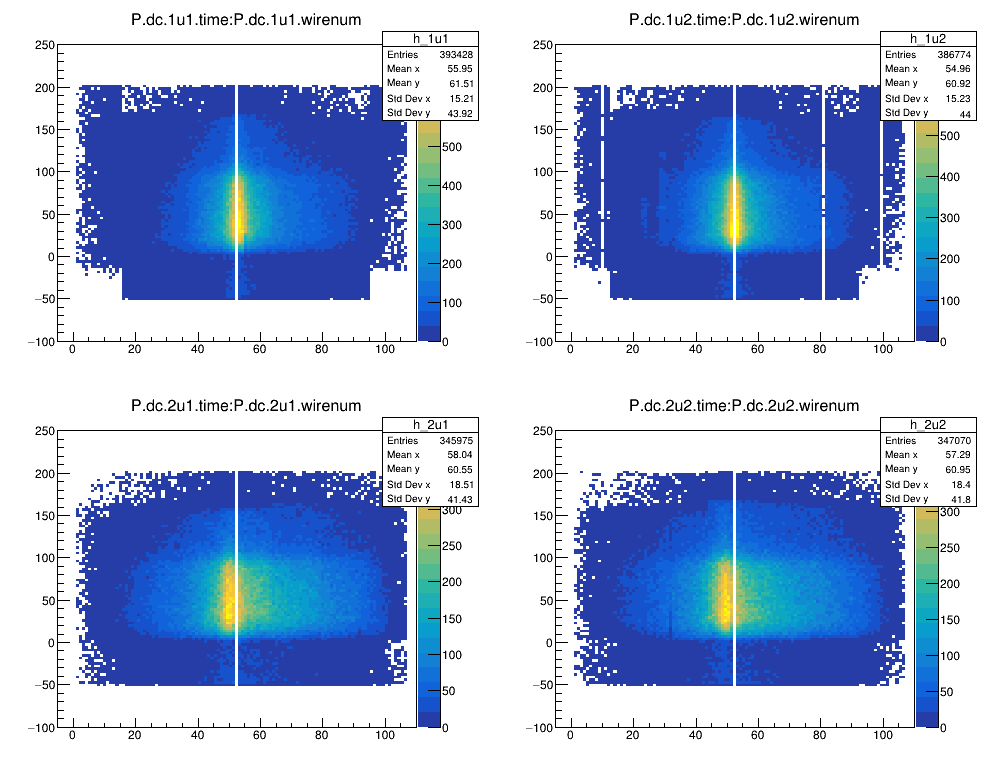 P.dc.1u1.time:P.dc.1u1.wirenum
h_1u1
Entries 393428
Mean x 55.95
Mean y 61.51
Std Dev x 15.21
Std Dev y 43.92
250
200
150
100
50
0
−50
−100
0 20 40 60 80 100
500
400
300
200
100
0
P.dc.1u2.time:P.dc.1u2.wirenum
h_1u2
Entries 386774
Mean x 54.96
Mean y 60.92
Std Dev x 15.23
Std Dev y 44
250
200
150
100
50
0
−50
−100
0 20 40 60 80 100
500
400
300
200
100
0
P.dc.2u1.time:P.dc.2u1.wirenum
h_2u1
Entries 345975
Mean x 58.04
Mean y 60.55
Std Dev x 18.51
Std Dev y 41.43
250
200
150
100
50
0
−50
−100
0 20 40 60 80 100
300
250
200
150
100
50
0
P.dc.2u2.time:P.dc.2u2.wirenum
h_2u2
Entries 347070
Mean x 57.29
Mean y 60.95
Std Dev x 18.4
Std Dev y 41.8
250
200
150
100
50
0
−50
−100
0 20 40 60 80 100
300
250
200
150
100
50
0